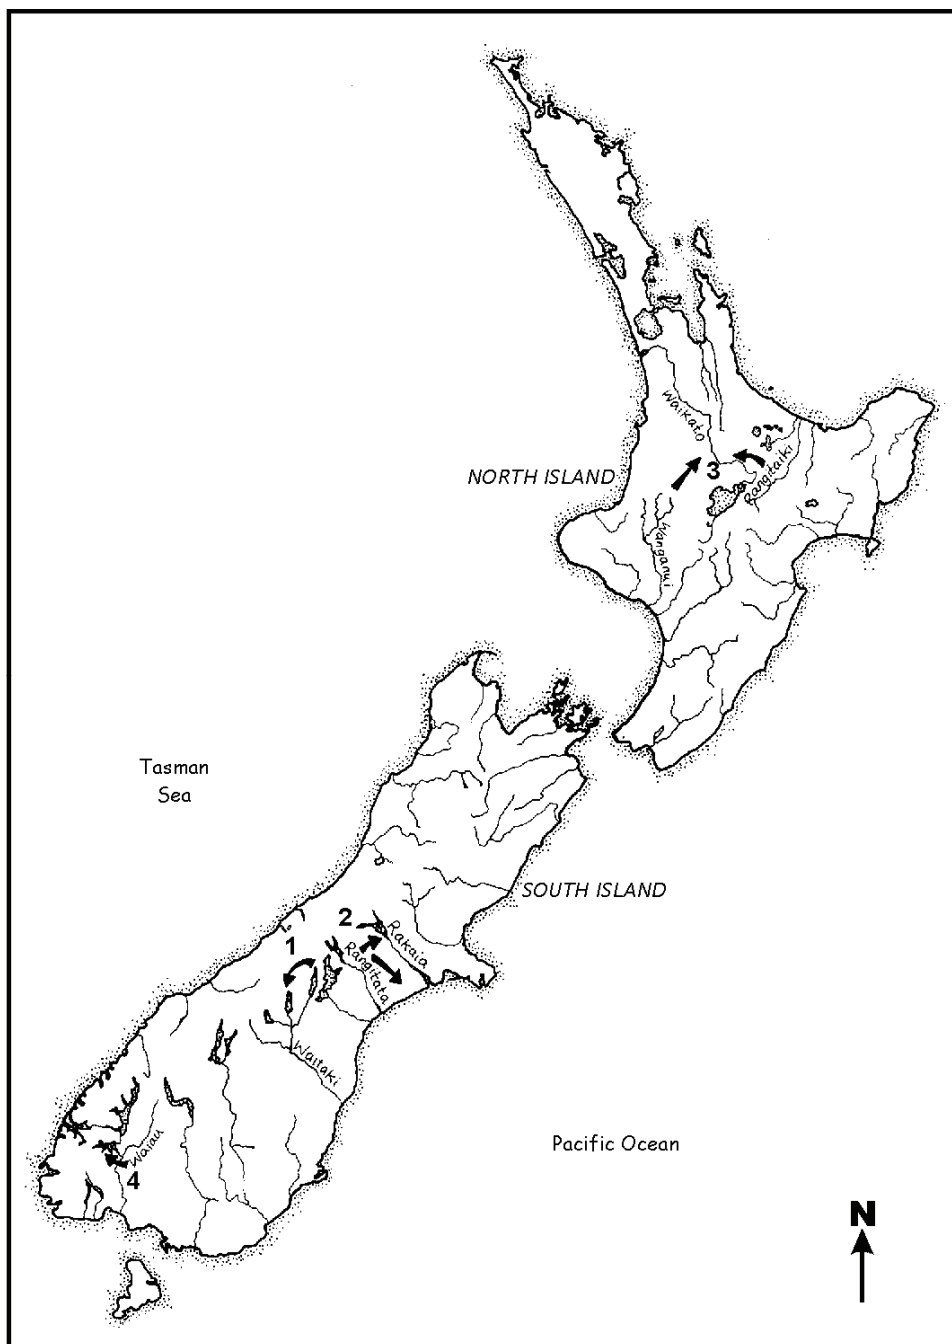 Waikato
NORTH ISLAND
3
Rangitaiki
Wanganui
Tasman
Sea
SOUTH ISLAND
2
1
Rakaia
Rangitata
Waitaki
Pacific Ocean
Waiau
4
N